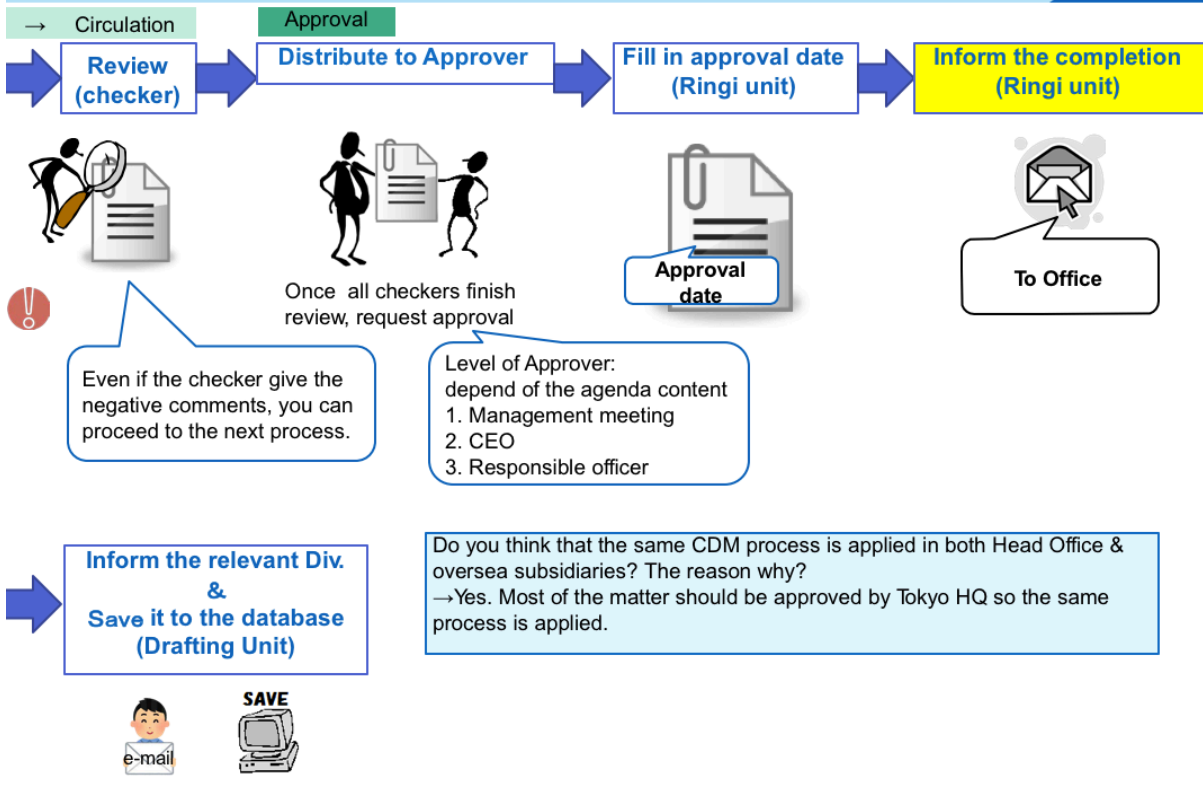 → Circulation
Approval
Review
(checker)
Distribute to Approver
Fill in approval date
(Ringi unit)
Inform the completion
(Ringi unit)
Once all checkers finish
review, request approval
Approval
date
To Office
Even if the checker give the
negative comments, you can
proceed to the next process.
Level of Approver:
depend of the agenda content
1. Management meeting
2. CEO
3. Responsible officer
Inform the relevant Div.
&
Save it to the database
(Drafting Unit)
e-mail
SAVE
Do you think that the same CDM process is applied in both Head Office &
oversea subsidiaries? The reason why?
→Yes. Most of the matter should be approved by Tokyo HQ so the same
process is applied.